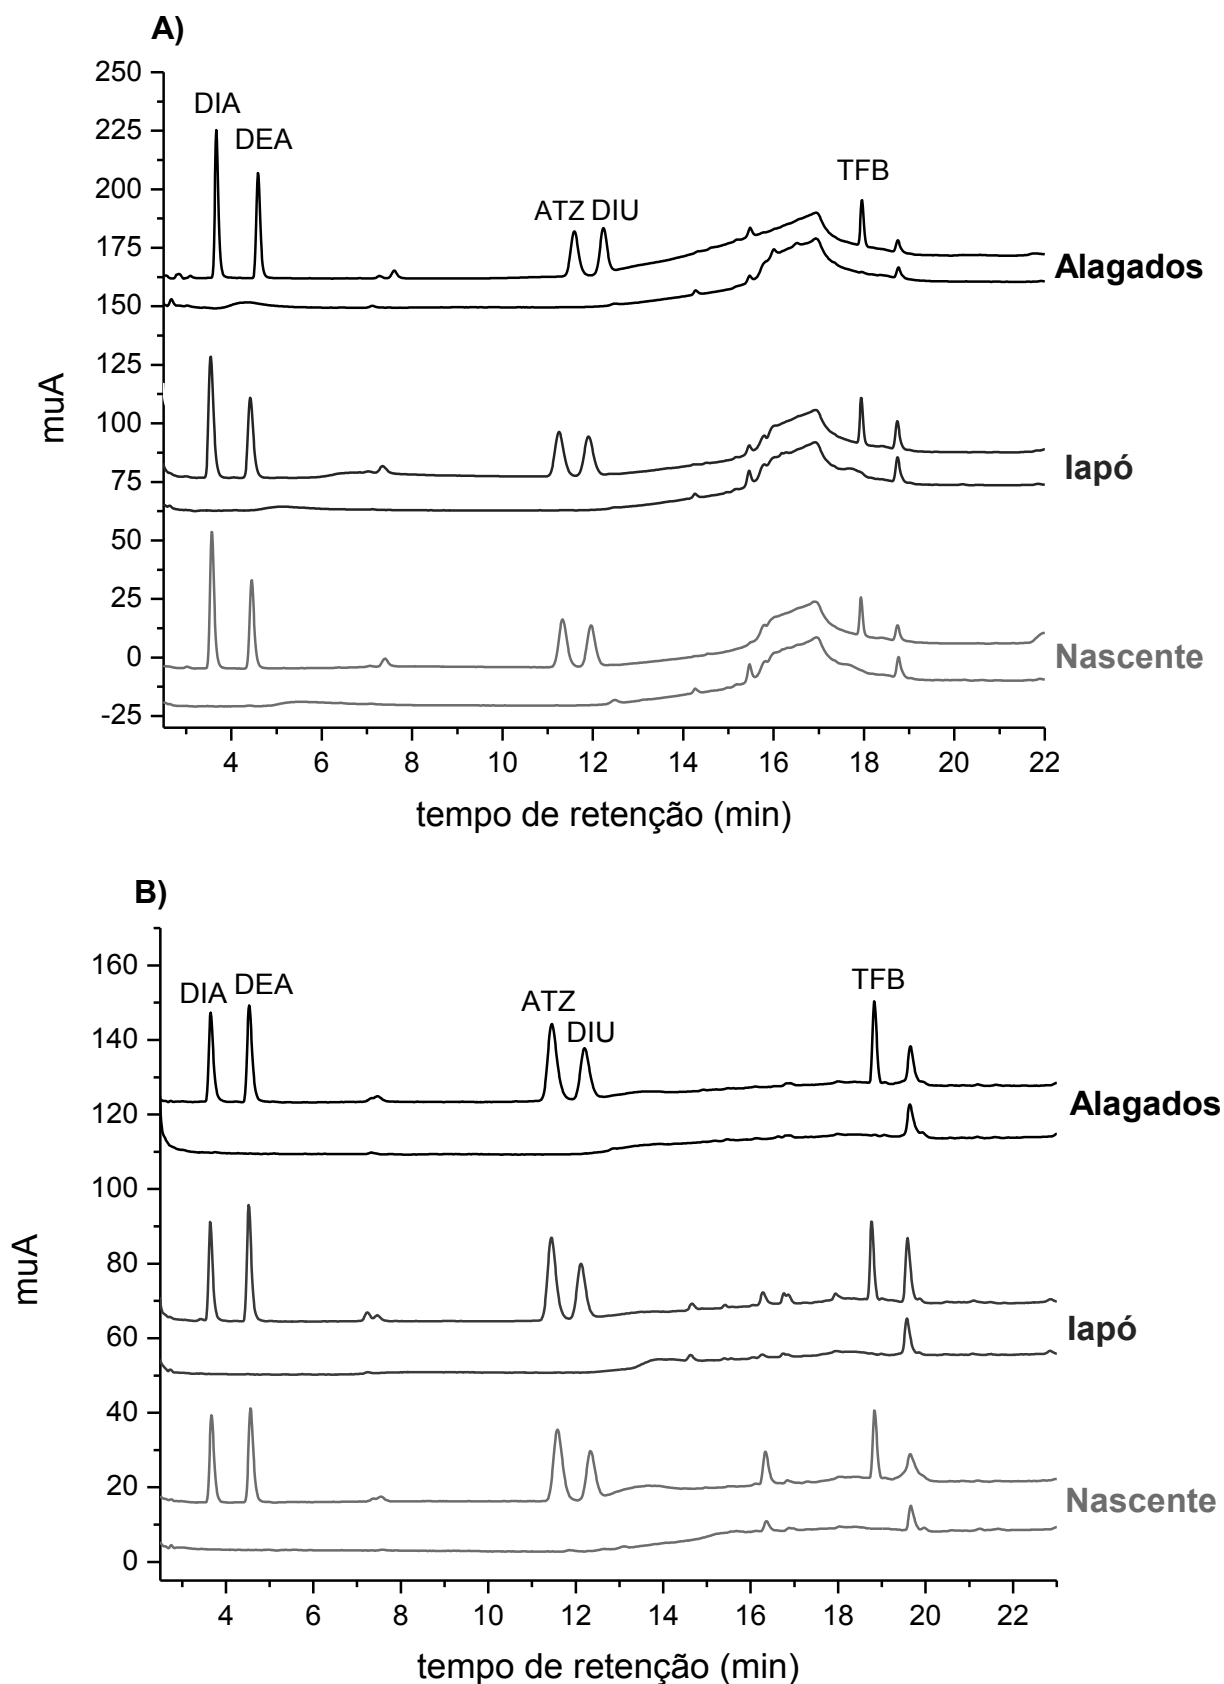 A)
250
225
200
175
150
125
100
75
50
25
0
-25
muA
DIA
DEA
ATZ DIU
TFB
Alagados
Iapó
Nascente
4 6 8 10 12 14 16 18 20 22
tempo de retenção (min)
B)
160
140
120
100
80
60
40
20
0
muA
DIA
DEA
ATZ
DIU
TFB
Alagados
Iapó
Nascente
4 6 8 10 12 14 16 18 20 22
tempo de retenção (min)